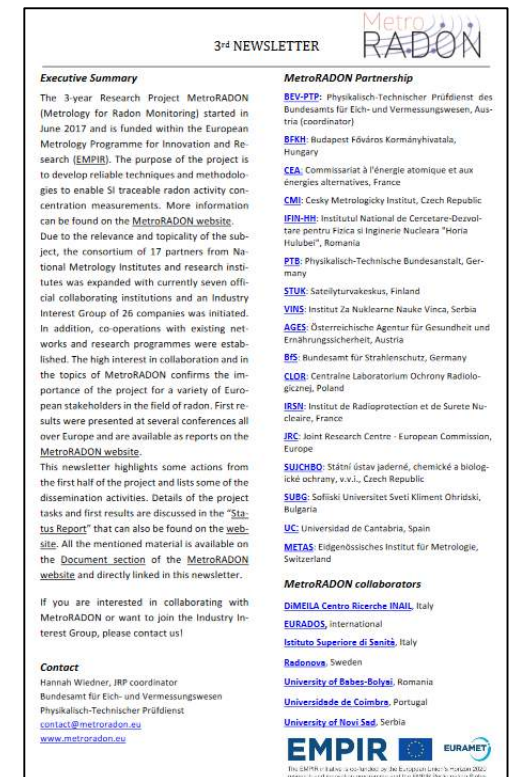 3rd NEWSLETTER
Metro
RADON
Executive Summary
The 3-year Research Project MetroRADON
(Metrology for Radon Monitoring) started in
June 2017 and is funded within the European
Metrology Programme for Innovation and Re-
search (EMPIR). The purpose of the project is
to develop reliable techniques and methodolo-
gies to enable SI traceable radon activity con-
centration measurements. More information
can be found on the MetroRADON website.
Due to the relevance and topicality of the sub-
ject, the consortium of 17 partners from Na-
tional Metrology Institutes and research insti-
tutes was expanded with currently seven offi-
cial collaborating institutions and an Industry
Interest Group of 26 companies was initiated.
In addition, co-operations with existing net-
works and research programmes were estab-
lished. The high interest in collaboration and in
the topics of MetroRADON confirms the im-
portance of the project for a variety of Euro-
pean stakeholders in the field of radon. First re-
sults were presented at several conferences all
over Europe and are available as reports on the
MetroRADON website.
This newsletter highlights some actions from
the first half of the project and lists some of the
dissemination activities. Details of the project
tasks and first results are discussed in the "Sta-
tus Report" that can also be found on the web-
site. All the mentioned material is available on
the Document section of the MetroRADON
website and directly linked in this newsletter.
If you are interested in collaborating with
MetroRADON or want to join the Industry In-
terest Group, please contact us!
Contact
Hannah Wiedner, JRP coordinator
Bundesamt für Eich- und Vermessungswesen
Physikalisch-Technischer Prüfdienst
contact@metroradon.eu
www.metroradon.eu
MetroRADON Partnership
BEV-PTP: Physikalisch-Technischer Prüfdienst des
Bundesamts für Eich- und Vermessungswesen, Aus-
tria (coordinator)
BFKH: Budapest Főváros Kormányhivatala,
Hungary
CEA: Commissariat à l'énergie atomique et aux
énergies alternatives, France
CMI: Cesky Metrologicky Institut, Czech Republic
IFIN-HH: Institutul National de Cercetare-Dezvol-
tare pentru Fizica si Inginerie Nucleara "Horia
Hulubei", Romania
PTB: Physikalisch-Technische Bundesanstalt, Ger-
many
STUK: Sateilyturvakeskus, Finland
VINS: Institut Za Nuklearne Nauke Vinca, Serbia
AGES: Österreichische Agentur für Gesundheit und
Ernährungssicherheit, Austria
BfS: Bundesamt für Strahlenschutz, Germany
CLOR: Centralne Laboratorium Ochrony Radiolo-
gicznej, Poland
IRSN: Institut de Radioprotection et de Surete Nu-
cleaire, France
JRC: Joint Research Centre - European Commission,
Europe
SUJCHBO: Státní ústav jaderné, chemické a biolog-
ické ochrany, v.v.i., Czech Republic
SUBG: Sofiiski Universitet Sveti Kliment Ohridski,
Bulgaria
UC: Universidad de Cantabria, Spain
METAS: Eidgenössisches Institut für Metrologie,
Switzerland
MetroRADON collaborators
DiMEILA Centro Ricerche INAIL, Italy
EURADOS, international
Istituto Superiore di Sanità, Italy
Radonova, Sweden
University of Babeş-Bolyai, Romania
Universidade de Coimbra, Portugal
University of Novi Sad, Serbia
EMPIR
EURAMET
The EMPIR initiative is co-funded by the European Union's Horizon 2020